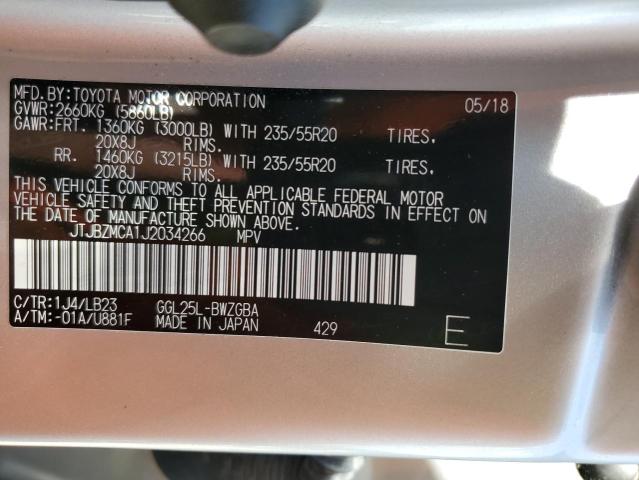 MFD. BY:TOYOTA MOTOR CORPORATION 05/18
GVWR:2660KG (5860LB)
GAWR:FRT. 1360KG (3000LB) WITH 235/55R20 TIRES.
20X8J RIMS.
RR. 1460KG (3215LB) WITH 235/55R20 TIRES.
20X8J RIMS.
THIS VEHICLE CONFORMS TO ALL APPLICABLE FEDERAL MOTOR
VEHICLE SAFETY AND THEFT PREVENTION STANDARDS IN EFFECT ON
THE DATE OF MANUFACTURE SHOWN ABOVE.
JTJBZMCA1J2034266 MPV
C/TR:1J4/LB23 GGL25L-BWZGBA
A/TM:-01A/U881F MADE IN JAPAN 429 E